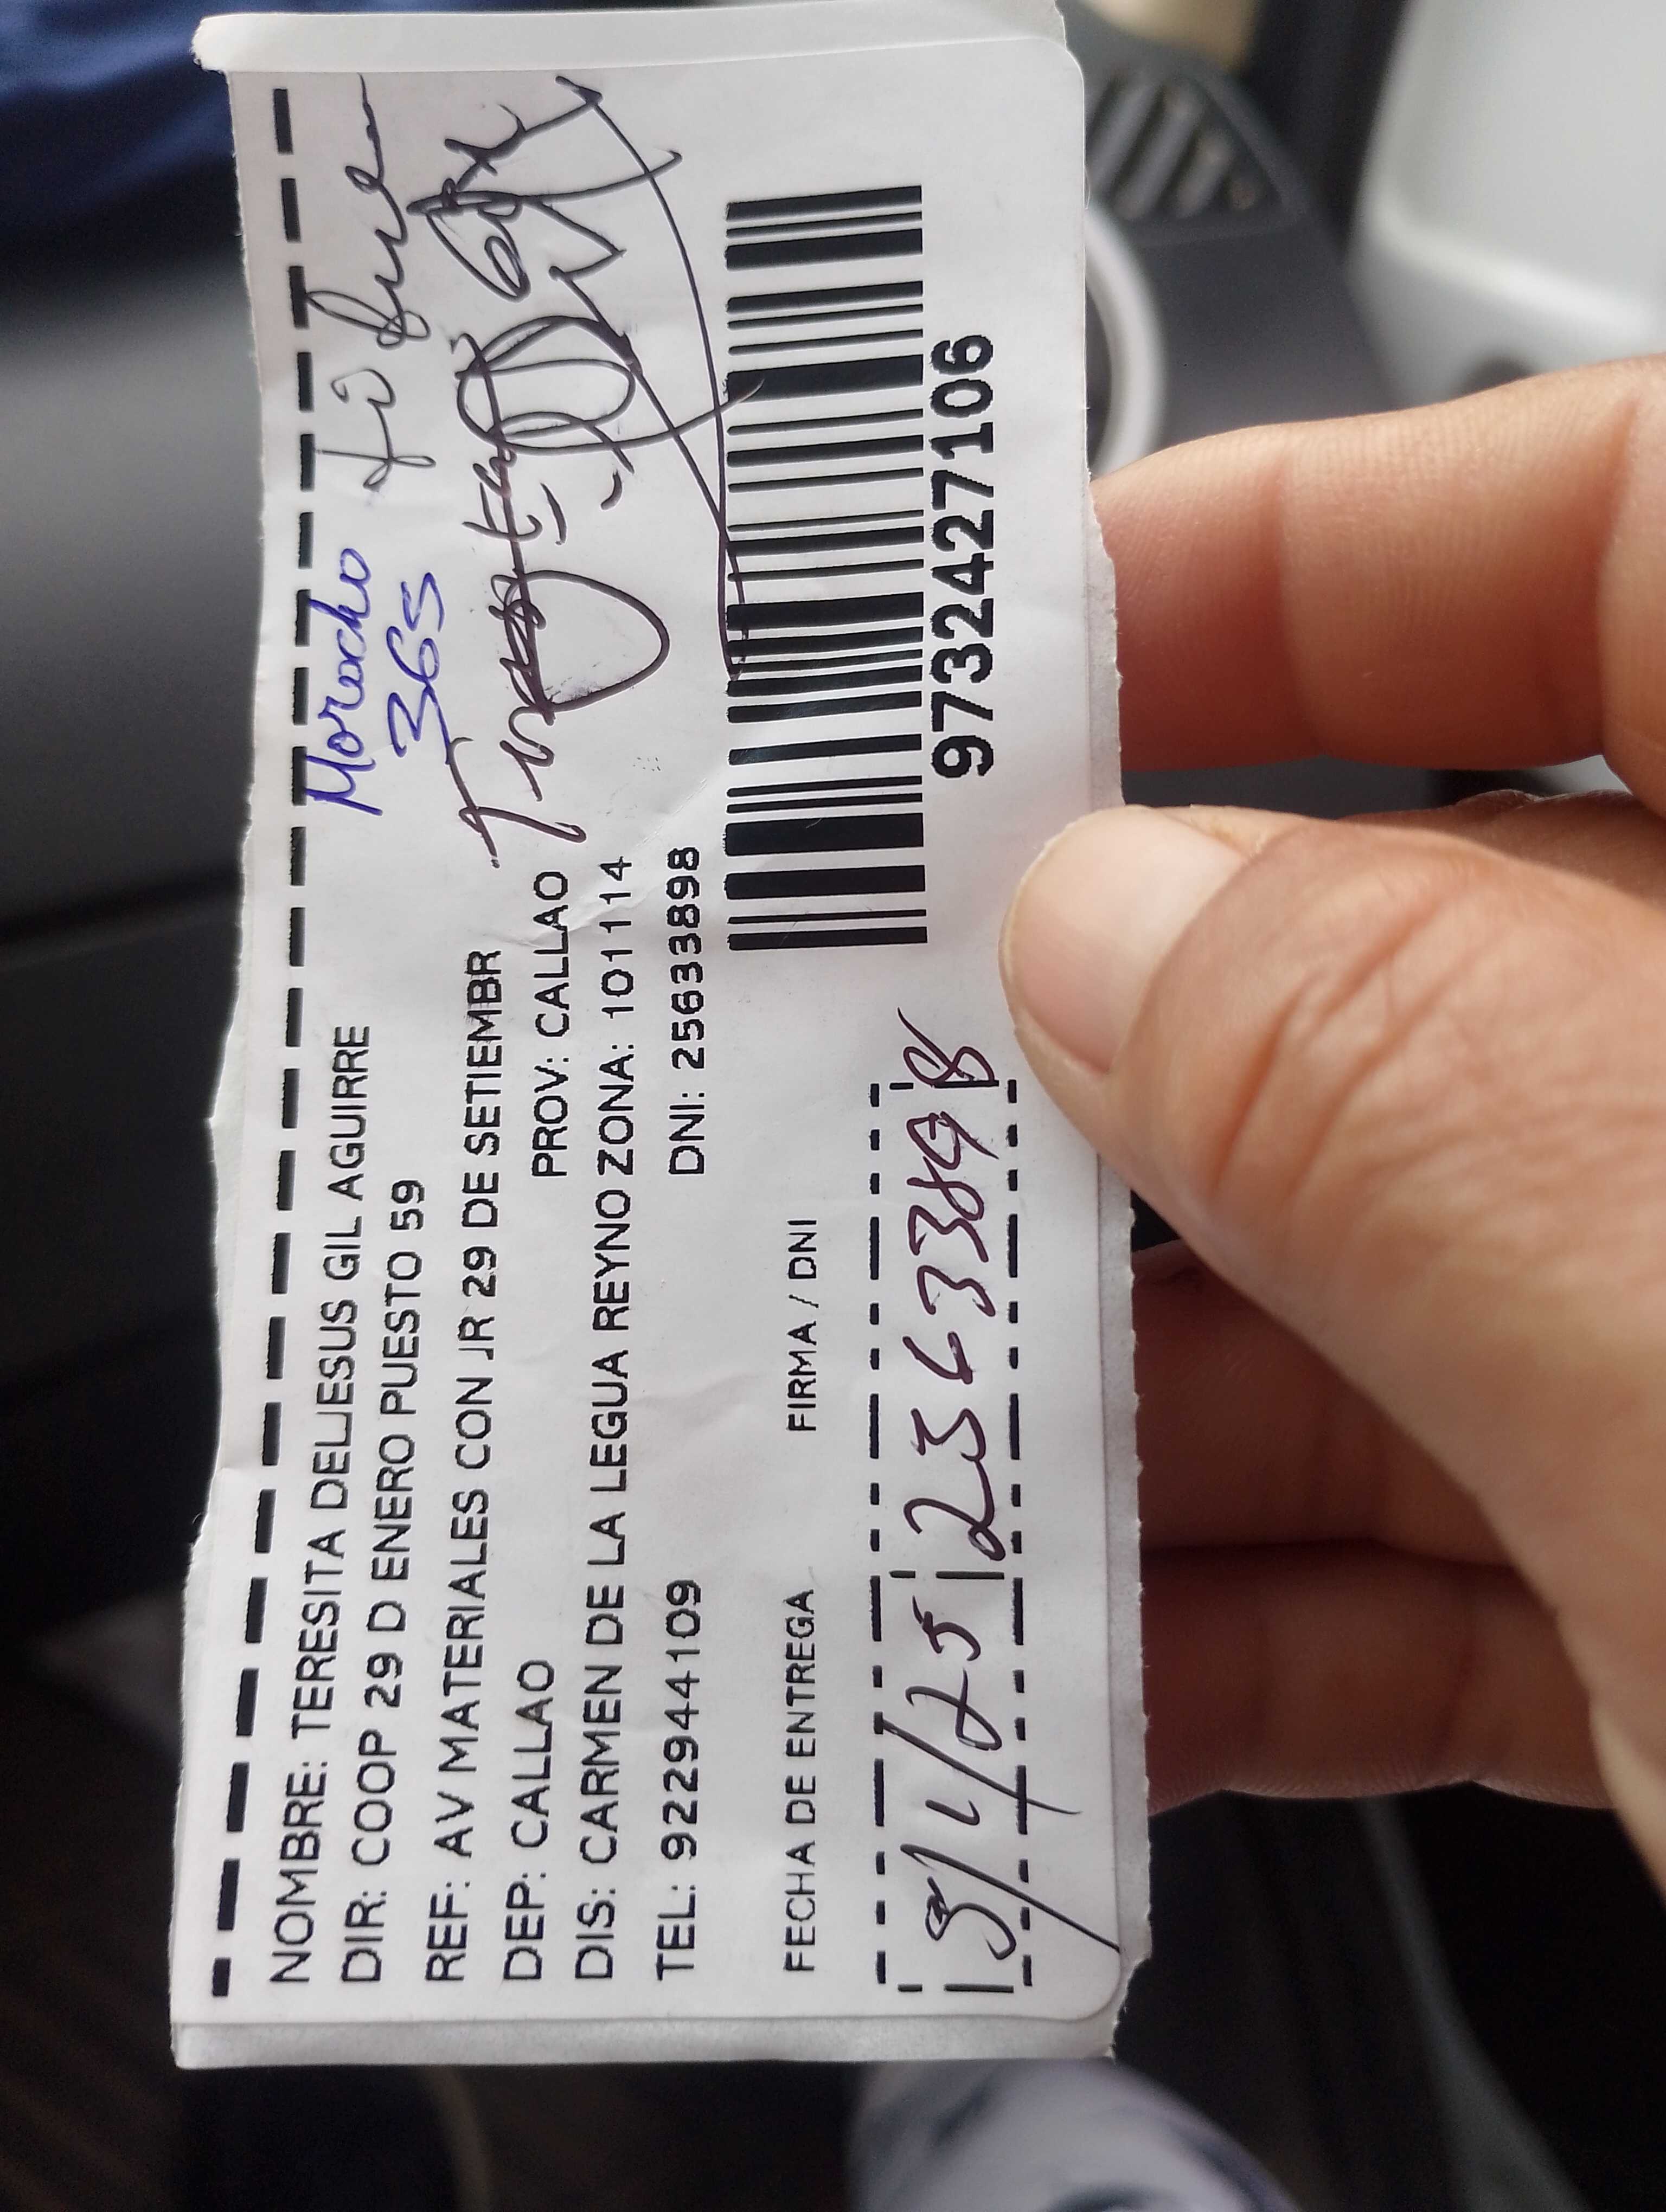 NOMBRE: TERESITA DELJESUS GIL AGUIRRE
DIR: COOP 29 D ENERO PUESTO 59
REF: AV MATERIALES CON JR 29 DE SETIEMBR
DEP: CALLAO PROV: CALLAO
DIS: CARMEN DE LA LEGUA REYNO ZONA: 101114
TEL: 922944109 DNI: 25633898
Morocho
365
FECHA DE ENTREGA FIRMA / DNI
3/1/25 25633898
9732427106